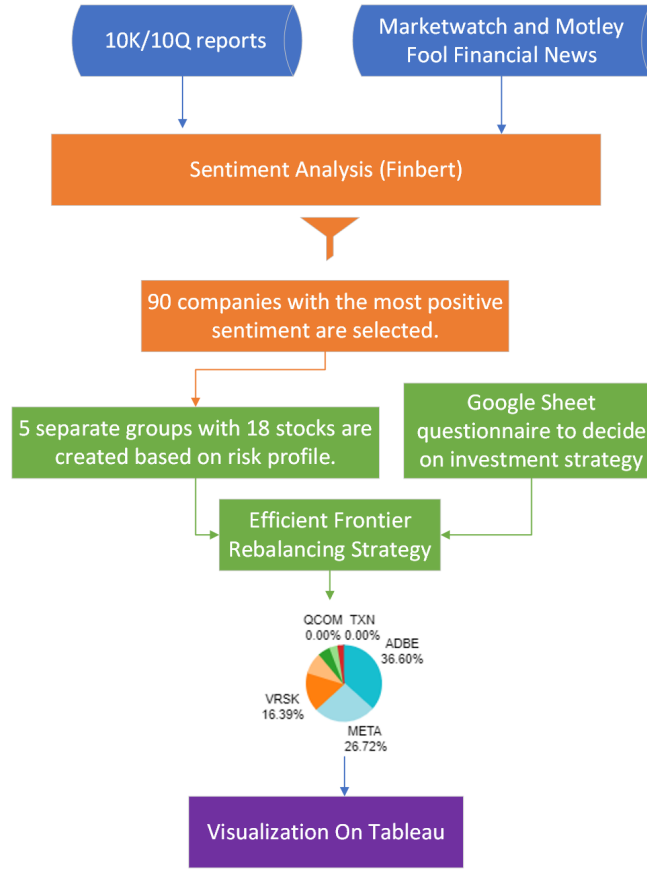 10K/10Q reports
Marketwatch and Motley
Fool Financial News
Sentiment Analysis (Finbert)
90 companies with the most positive
sentiment are selected.
5 separate groups with 18 stocks are
created based on risk profile.
Google Sheet
questionnaire to decide
on investment strategy
Efficient Frontier
Rebalancing Strategy
QCOM TXN
0.00% 0.00%
ADBE
36.60%
VRSK
16.39%
META
26.72%
Visualization On Tableau